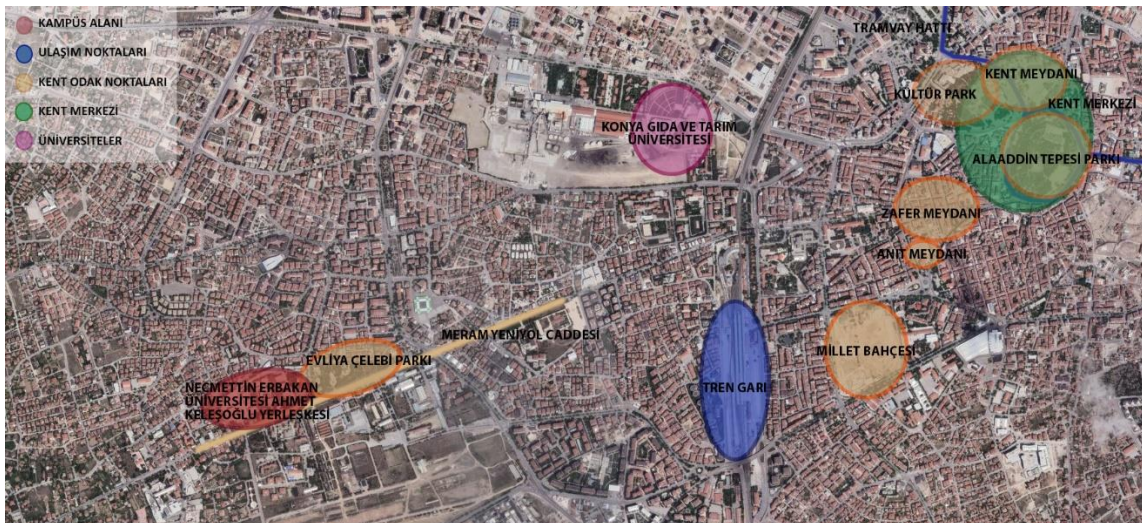 KAMPÜS ALANI
ULAŞIM NOKTALARI
KENT ODAK NOKTALARI
KENT MERKEZİ
ÜNİVERSİTELER
TRAMVAY HATTI
KENT MEYDANI
KÜLTÜR PARK
KENT MERKEZİ
KONYA GIDA VE TARIM
ÜNİVERSİTESİ
ALAADDİN TEPESİ PARKI
ZAFER MEYDANI
ANIT MEYDANI
MERAM YENİYOL CADDESİ
EVLİYA ÇELEBİ PARKI
MİLLET BAHÇESİ
TREN GARI
NECMETTİN ERBAKAN
ÜNİVERSİTESİ AHMET
KELEŞOĞLU YERLEŞKESİ